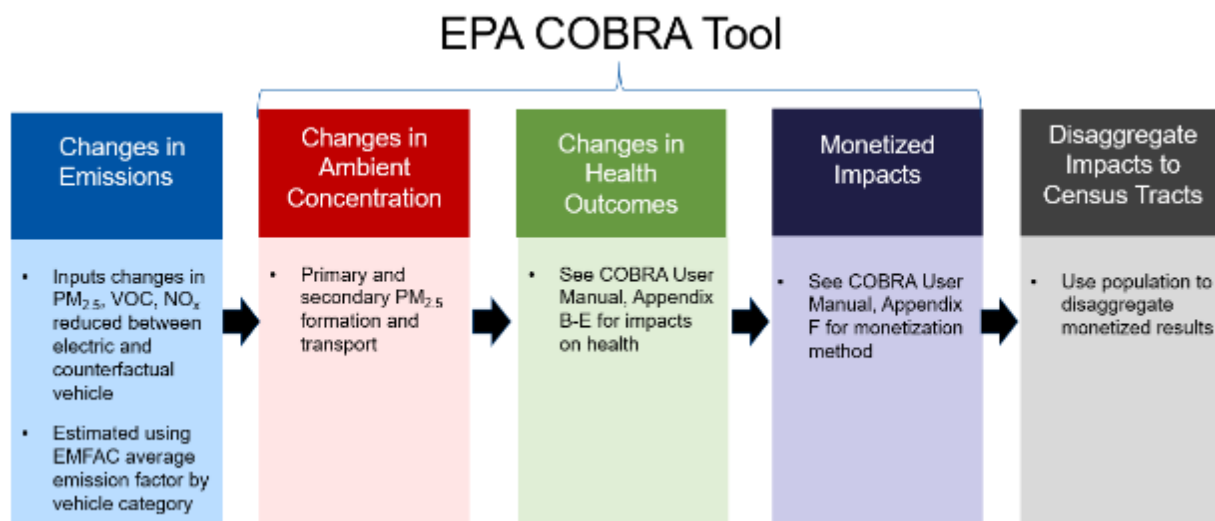 EPA COBRA Tool
Changes in
Emissions
• Inputs changes in
PM2.5, VOC, NOx
reduced between
electric and
counterfactual
vehicle
• Estimated using
EMFAC average
emission factor by
vehicle category
Changes in
Ambient
Concentration
• Primary and
secondary PM2.5
formation and
transport
Changes in
Health
Outcomes
• See COBRA User
Manual, Appendix
B-E for impacts
on health
Monetized
Impacts
• See COBRA User
Manual, Appendix
F for monetization
method
Disaggregate
Impacts to
Census Tracts
• Use population to
disaggregate
monetized results